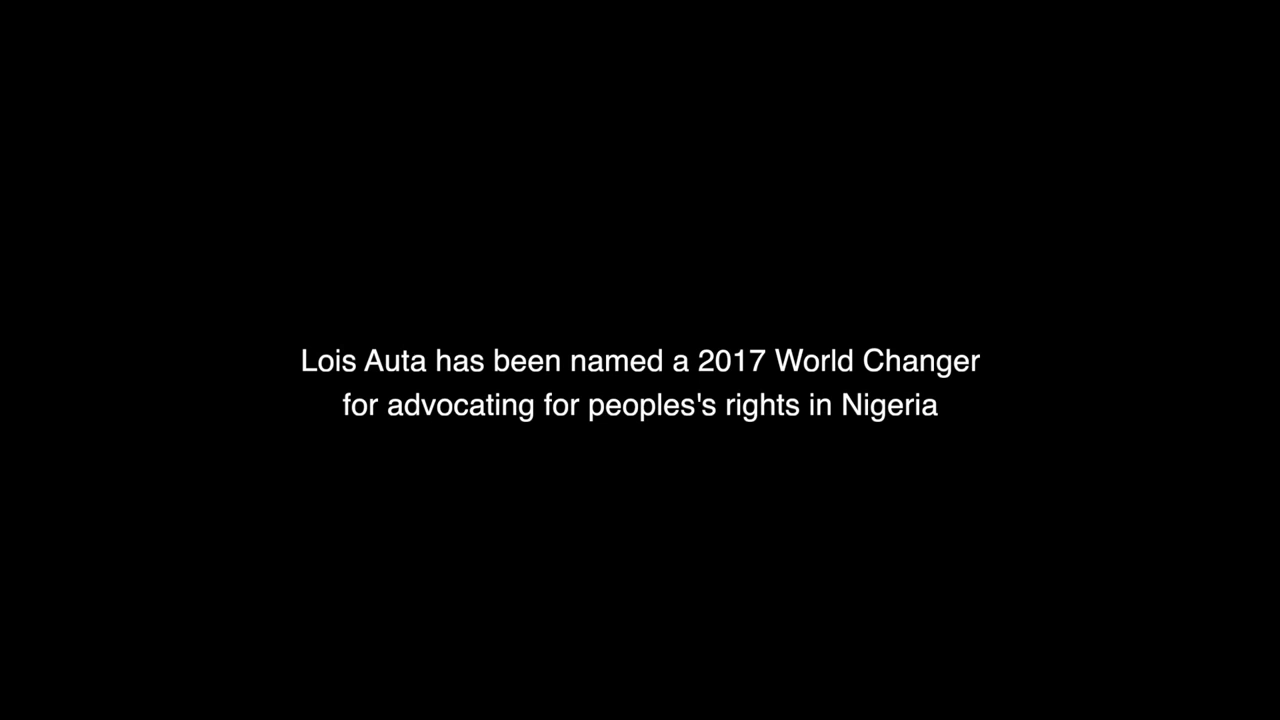 Lois Auta has been named a 2017 World Changer
for advocating for peoples's rights in Nigeria